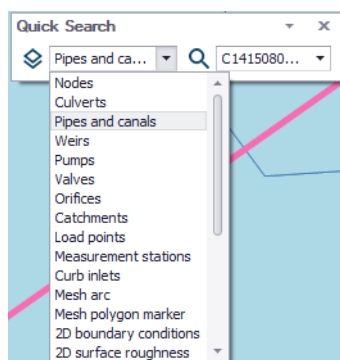 Quick Search
Pipes and ca... C1415080...
Nodes
Culverts
Pipes and canals
Weirs
Pumps
Valves
Orifices
Catchments
Load points
Measurement stations
Curb inlets
Mesh arc
Mesh polygon marker
2D boundary conditions
2D surface roughness